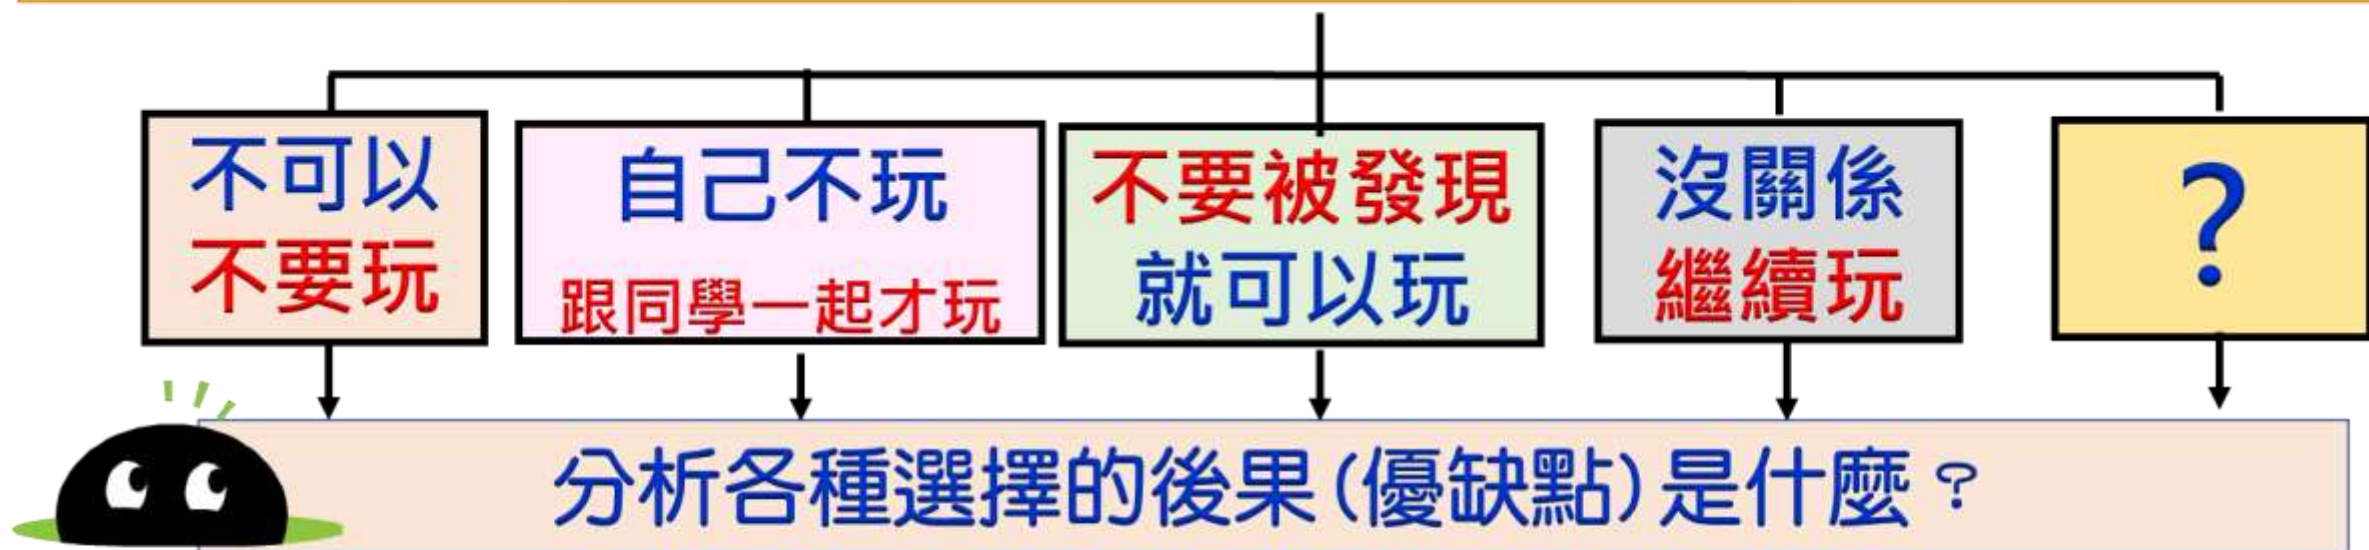 不可以
不要玩
自己不玩
跟同學一起才玩
不要被發現
就可以玩
沒關係
繼續玩
?
分析各種選擇的後果(優缺點)是什麼?